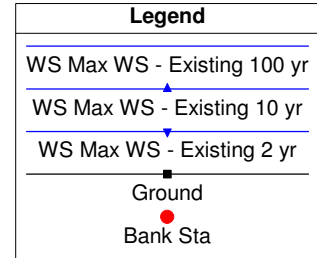 Legend
WS Max WS - Existing 100 yr
WS Max WS - Existing 10 yr
WS Max WS - Existing 2 yr
Ground
Bank Sta